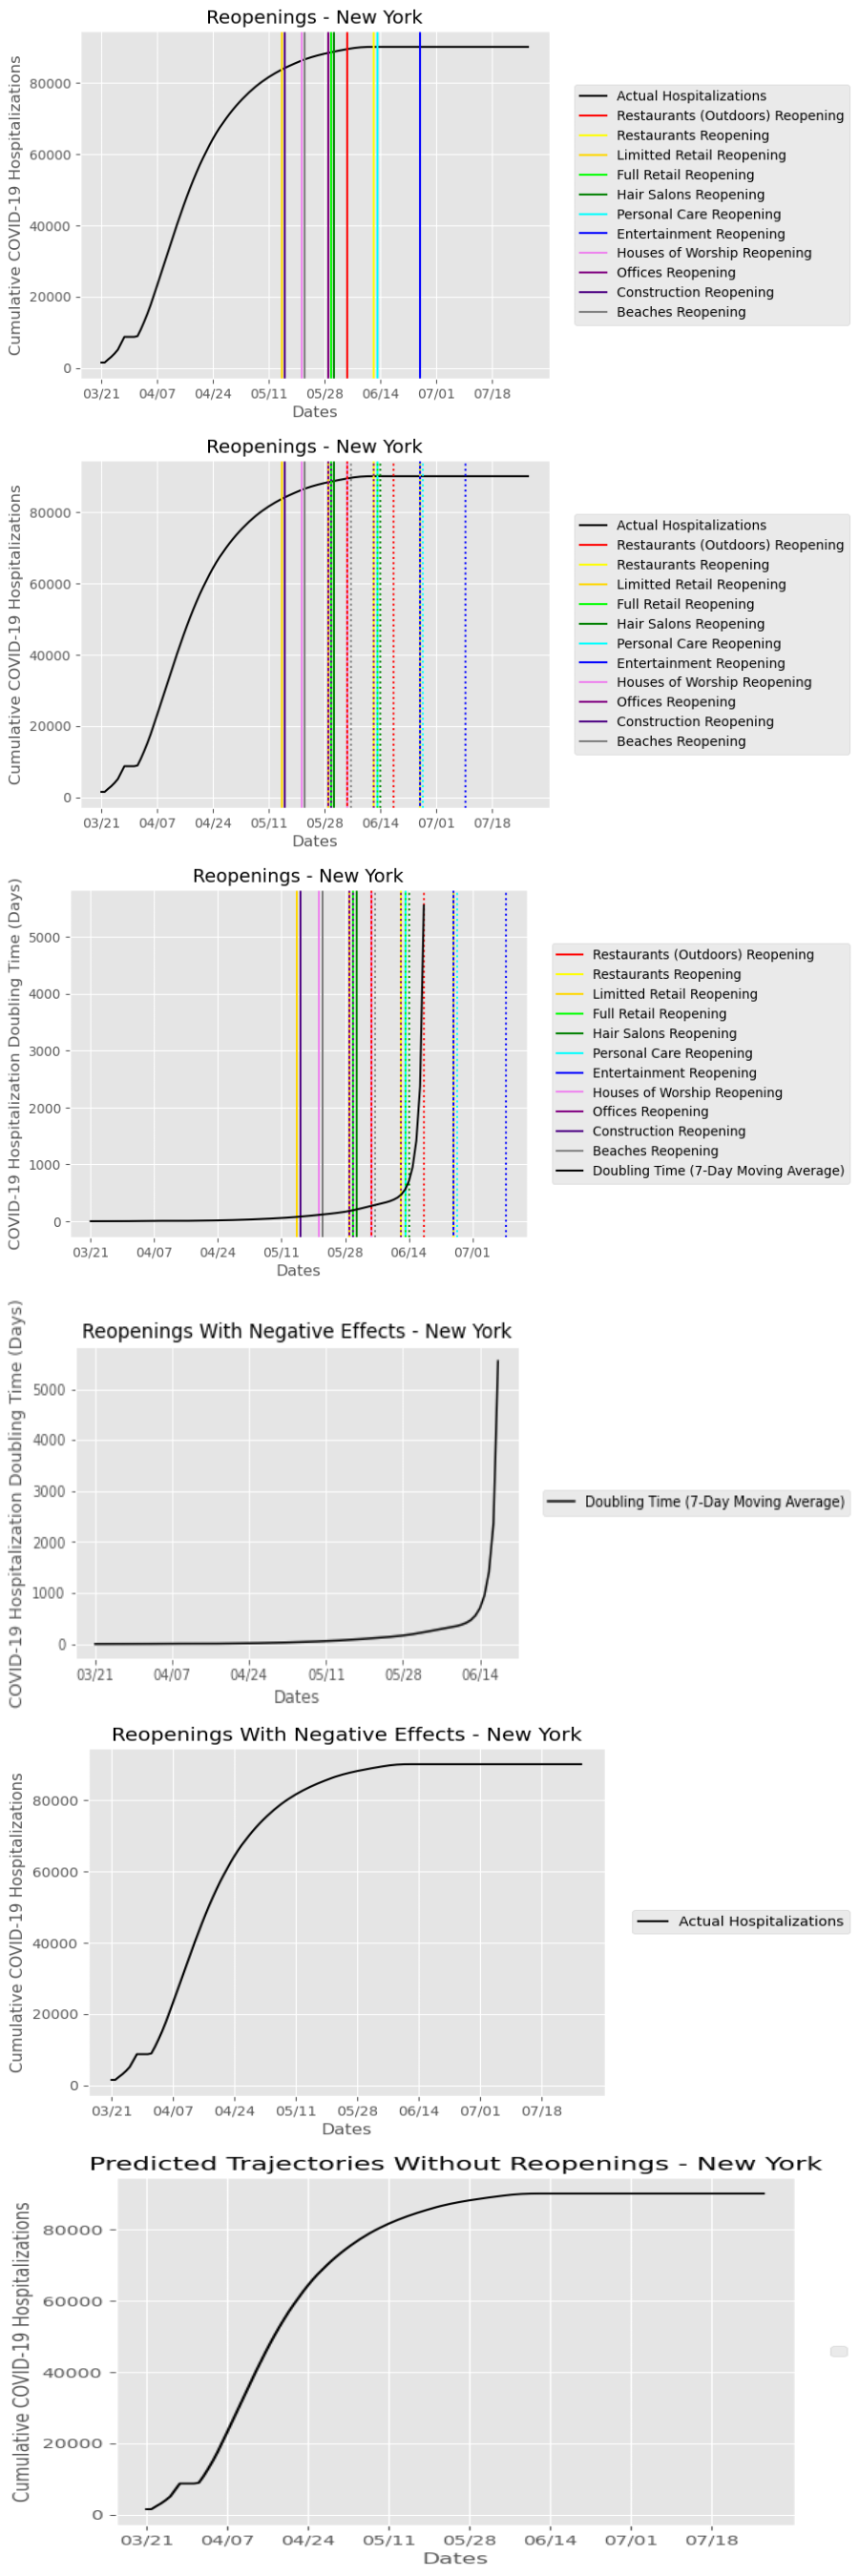 Reopenings - New York
Cumulative COVID-19 Hospitalizations
80000
60000
40000
20000
0
03/21 04/07 04/24 05/11 05/28 06/14 07/01 07/18
Dates
Actual Hospitalizations
Restaurants (Outdoors) Reopening
Restaurants Reopening
Limitted Retail Reopening
Full Retail Reopening
Hair Salons Reopening
Personal Care Reopening
Entertainment Reopening
Houses of Worship Reopening
Offices Reopening
Construction Reopening
Beaches Reopening
Reopenings - New York
Cumulative COVID-19 Hospitalizations
80000
60000
40000
20000
0
03/21 04/07 04/24 05/11 05/28 06/14 07/01 07/18
Dates
Actual Hospitalizations
Restaurants (Outdoors) Reopening
Restaurants Reopening
Limitted Retail Reopening
Full Retail Reopening
Hair Salons Reopening
Personal Care Reopening
Entertainment Reopening
Houses of Worship Reopening
Offices Reopening
Construction Reopening
Beaches Reopening
Reopenings - New York
COVID-19 Hospitalization Doubling Time (Days)
5000
4000
3000
2000
1000
0
03/21 04/07 04/24 05/11 05/28 06/14 07/01
Dates
Restaurants (Outdoors) Reopening
Restaurants Reopening
Limitted Retail Reopening
Full Retail Reopening
Hair Salons Reopening
Personal Care Reopening
Entertainment Reopening
Houses of Worship Reopening
Offices Reopening
Construction Reopening
Beaches Reopening
Doubling Time (7-Day Moving Average)
Reopenings With Negative Effects - New York
COVID-19 Hospitalization Doubling Time (Days)
5000
4000
3000
2000
1000
0
03/21 04/07 04/24 05/11 05/28 06/14
Dates
Doubling Time (7-Day Moving Average)
Reopenings With Negative Effects - New York
Cumulative COVID-19 Hospitalizations
80000
60000
40000
20000
0
03/21 04/07 04/24 05/11 05/28 06/14 07/01 07/18
Dates
Actual Hospitalizations
Predicted Trajectories Without Reopenings - New York
Cumulative COVID-19 Hospitalizations
80000
60000
40000
20000
0
03/21 04/07 04/24 05/11 05/28 06/14 07/01 07/18
Dates